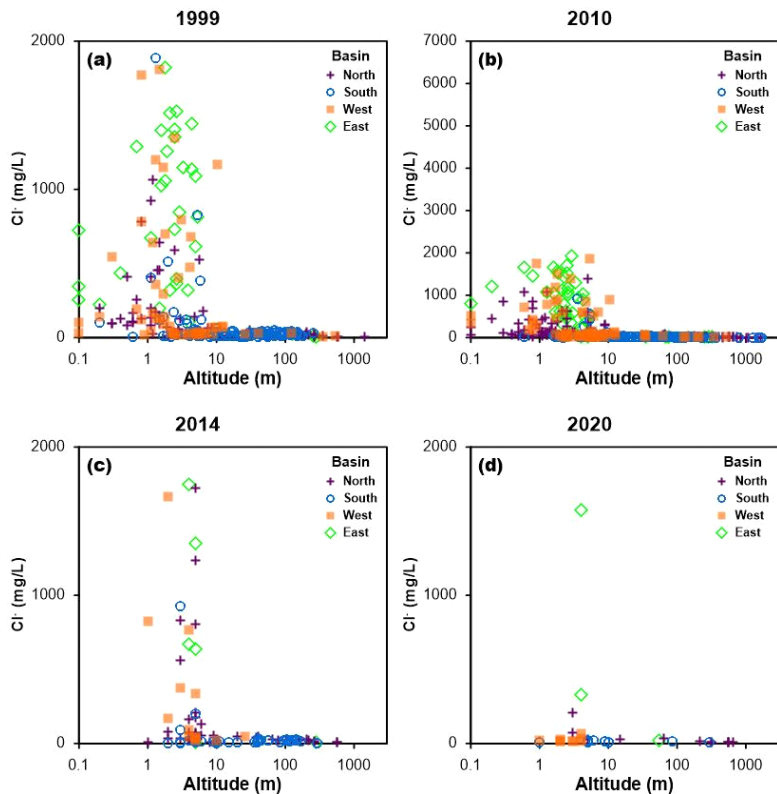 1999
(a)
Basin
North
South
West
East
2000
1000
0
Cl⁻ (mg/L)
0.1 1 10 100 1000
Altitude (m)
2010
(b)
Basin
North
South
West
East
7000
6000
5000
4000
3000
2000
1000
0
Cl⁻ (mg/L)
0.1 1 10 100 1000
Altitude (m)
2014
(c)
Basin
North
South
West
East
2000
1000
0
Cl⁻ (mg/L)
0.1 1 10 100 1000
Altitude (m)
2020
(d)
Basin
North
South
West
East
2000
1000
0
Cl⁻ (mg/L)
0.1 1 10 100 1000
Altitude (m)